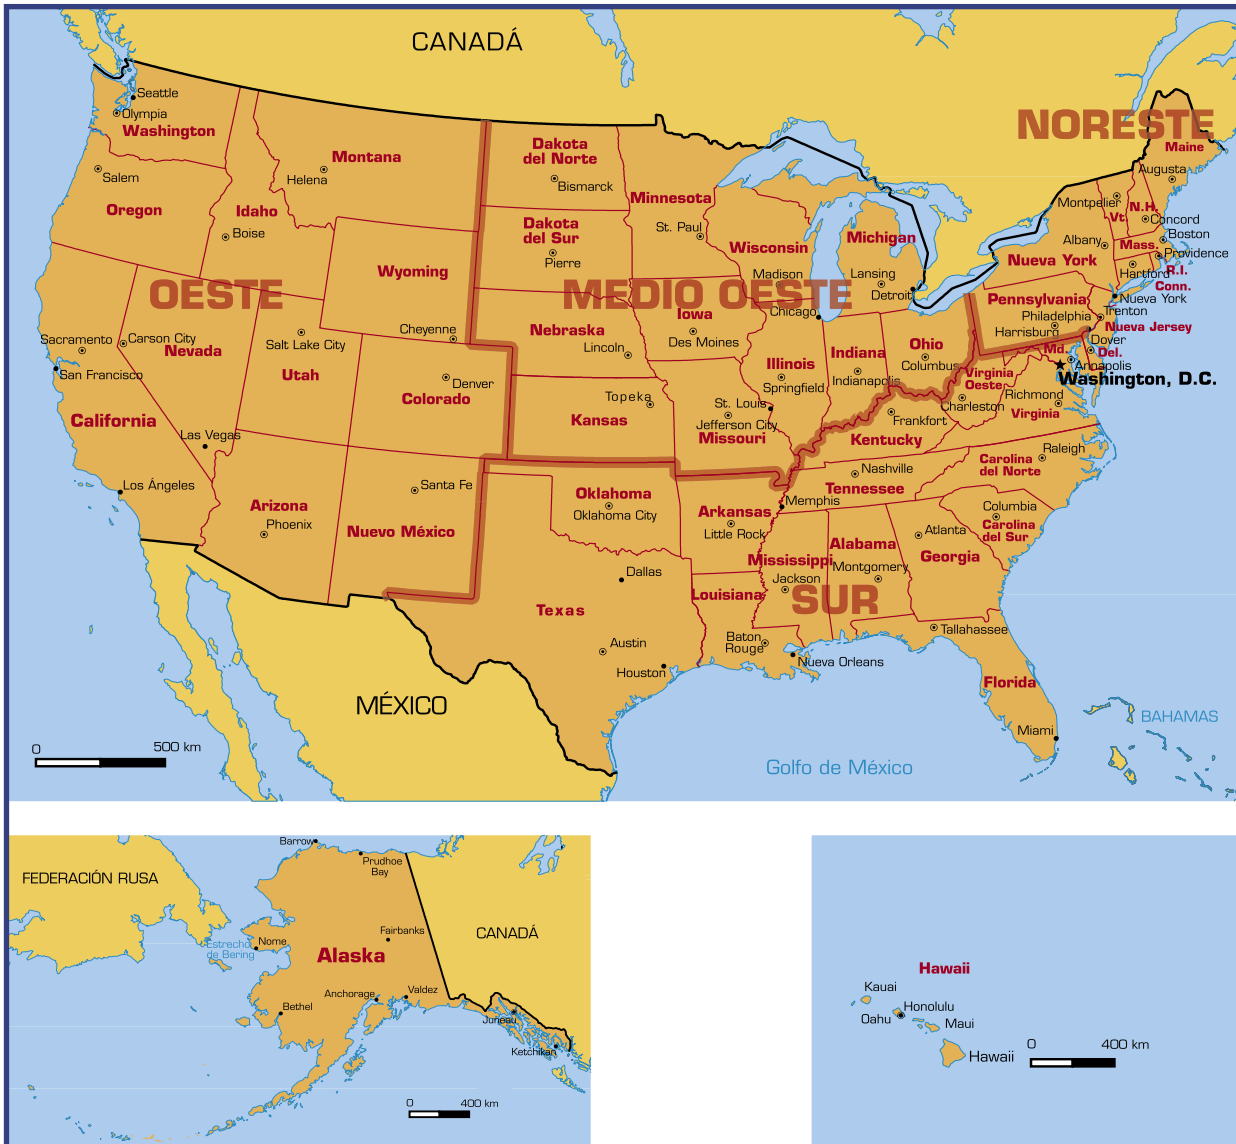 CANADÁ
NORESTE
Seattle
Olympia
Washington
Montana
Helena
Dakota
del Norte
Bismarck
Minnesota
Maine
Augusta
Salem
Oregon
Idaho
Boise
Dakota
del Sur
Pierre
St. Paul
Wisconsin
Madison
Michigan
Lansing
Detroit
Montpelier
Vt.
N.H.
Concord
Albany
Boston
Mass.
Providence
Nueva York
Hartford
R.I.
Conn.
Wyoming
Cheyenne
OESTE
MEDIO OESTE
Chicago
Pennsylvania
Nueva York
Philadelphia
Trenton
Harrisburg
Nueva Jersey
Sacramento
Carson City
Nevada
Salt Lake City
Utah
Nebraska
Lincoln
Iowa
Des Moines
Illinois
Springfield
Indiana
Indianapolis
Ohio
Columbus
Dover
Md.
Del.
Annapolis
Washington, D.C.
Virginia
Oeste
Charleston
Richmond
Virginia
San Francisco
California
Denver
Colorado
Topeka
Kansas
St. Louis
Jefferson City
Missouri
Frankfort
Kentucky
Las Vegas
Los Ángeles
Arizona
Phoenix
Santa Fe
Nuevo México
Oklahoma
Oklahoma City
Arkansas
Little Rock
Nashville
Tennessee
Memphis
Carolina
del Norte
Raleigh
Columbia
Carolina
del Sur
Atlanta
Georgia
Mississippi
Jackson
Alabama
Montgomery
SUR
Dallas
Texas
Louisiana
Austin
Houston
Baton
Rouge
Nueva Orleans
Tallahassee
Florida
Miami
MÉXICO
BAHAMAS
Golfo de México
0 500 km
FEDERACIÓN RUSA
Barrow
Prudhoe
Bay
Estrecho
de Bering
Nome
Fairbanks
Alaska
CANADÁ
Anchorage
Valdez
Bethel
Juneau
Ketchikan
0 400 km
Hawaii
Kauai
Honolulu
Oahu
Maui
Hawaii
0 400 km